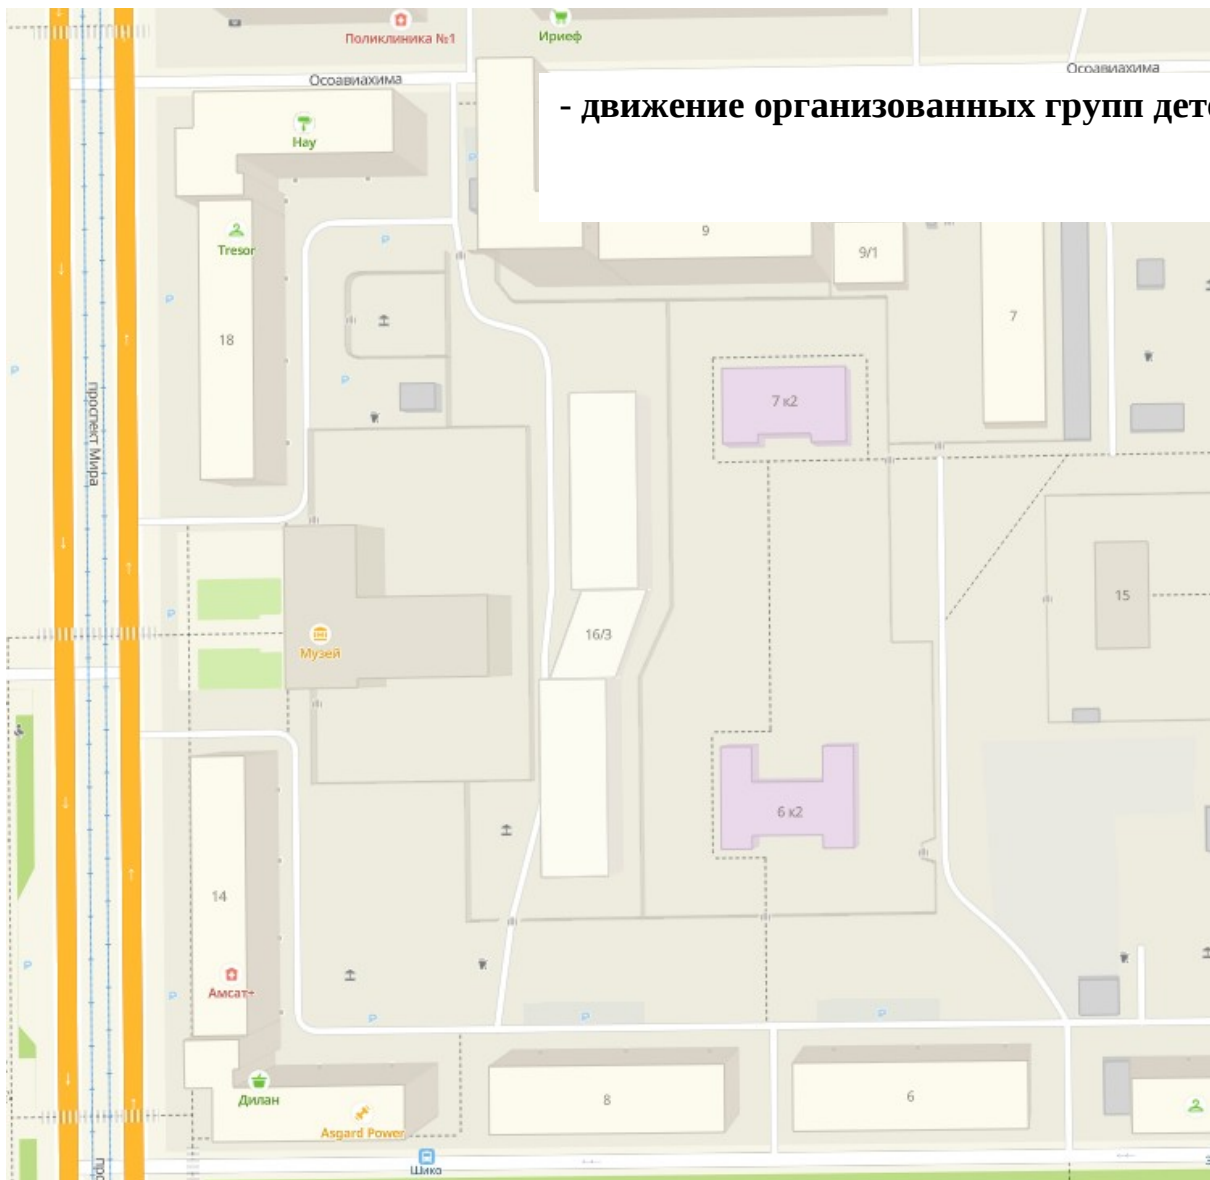 Поликлиника №1
Ириеф
Осоавиахима
Осоавиахима
- движение организованных групп дет
Нау
Р
Tresor
Р
9
9/1
Р
18
7
Р
Р
7 к2
проспект Мира
15
Р
16/3
Музей
6 к2
14
Р
Амсат+
Р
Р
Р
Р
Дилан
8
6
Asgard Power
Шико
про